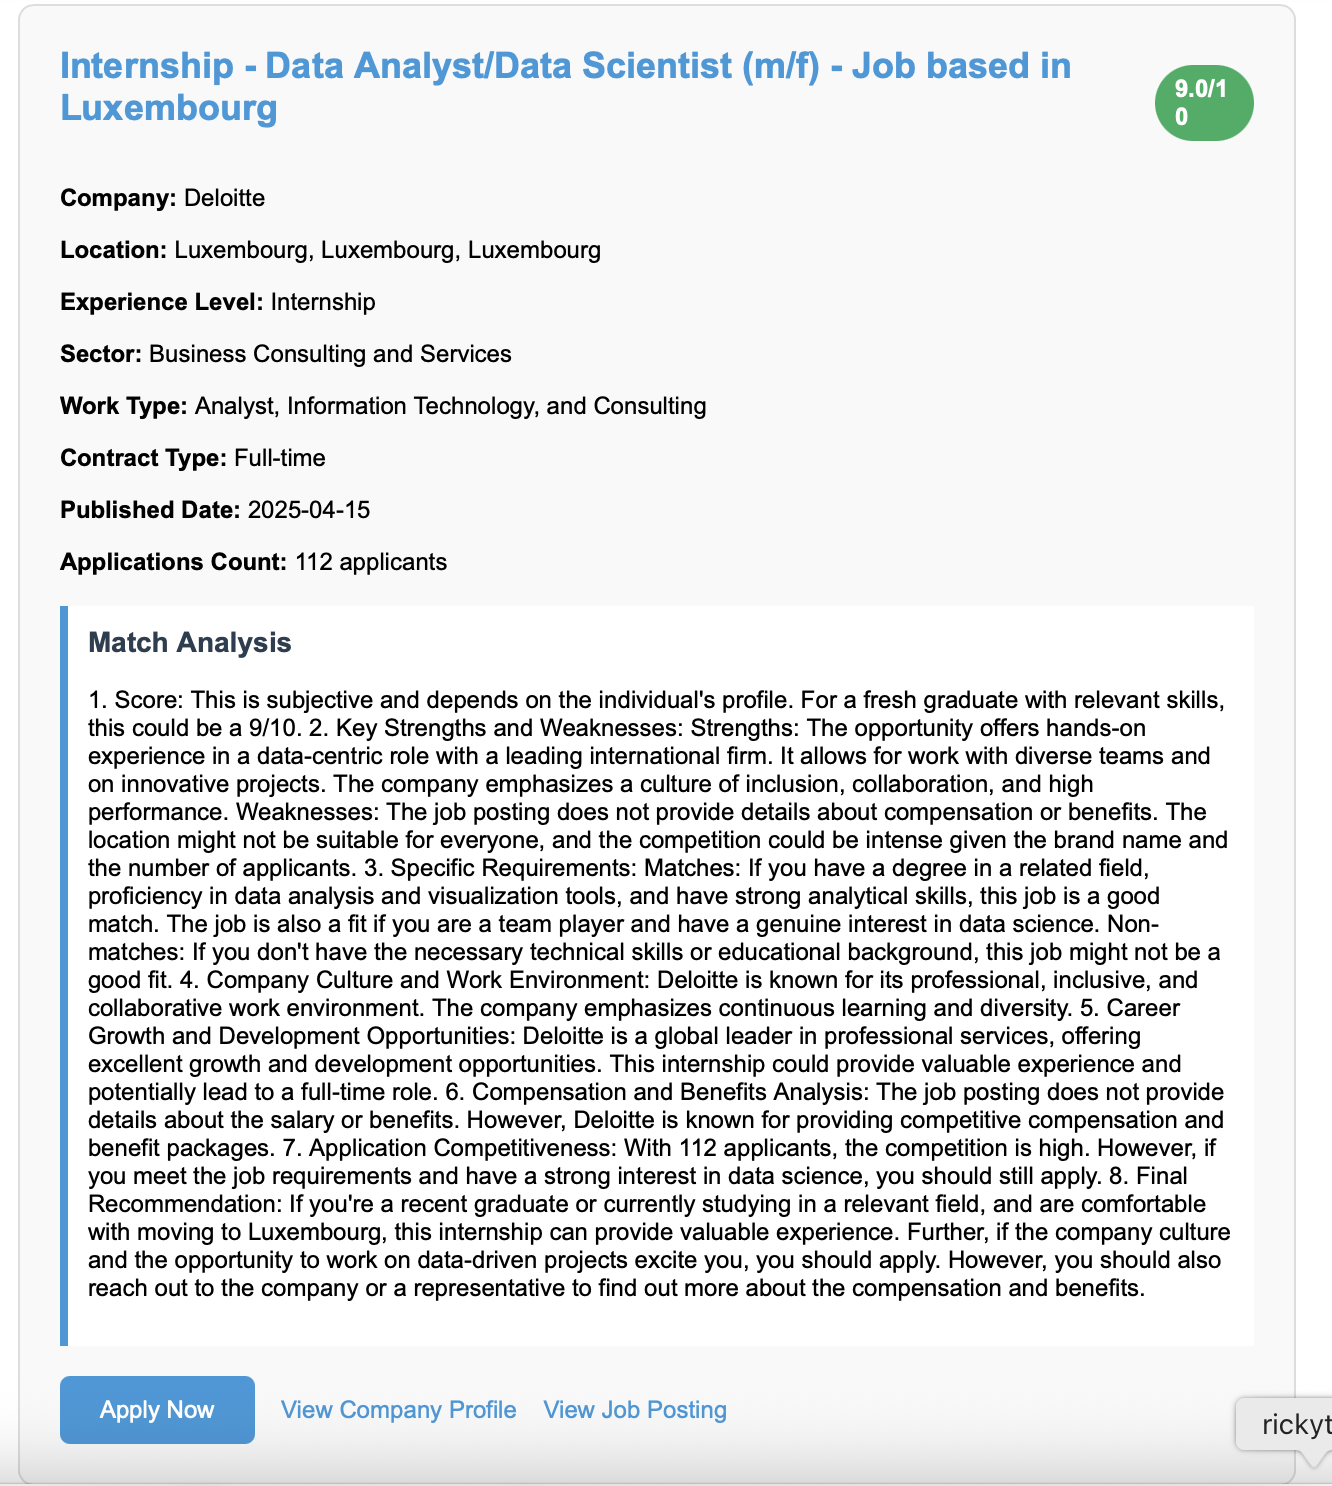 Internship - Data Analyst/Data Scientist (m/f) - Job based in
Luxembourg
9.0/1
0
Company: Deloitte
Location: Luxembourg, Luxembourg, Luxembourg
Experience Level: Internship
Sector: Business Consulting and Services
Work Type: Analyst, Information Technology, and Consulting
Contract Type: Full-time
Published Date: 2025-04-15
Applications Count: 112 applicants
Match Analysis
1. Score: This is subjective and depends on the individual's profile. For a fresh graduate with relevant skills,
this could be a 9/10. 2. Key Strengths and Weaknesses: Strengths: The opportunity offers hands-on
experience in a data-centric role with a leading international firm. It allows for work with diverse teams and
on innovative projects. The company emphasizes a culture of inclusion, collaboration, and high
performance. Weaknesses: The job posting does not provide details about compensation or benefits. The
location might not be suitable for everyone, and the competition could be intense given the brand name and
the number of applicants. 3. Specific Requirements: Matches: If you have a degree in a related field,
proficiency in data analysis and visualization tools, and have strong analytical skills, this job is a good
match. The job is also a fit if you are a team player and have a genuine interest in data science. Non-
matches: If you don't have the necessary technical skills or educational background, this job might not be a
good fit. 4. Company Culture and Work Environment: Deloitte is known for its professional, inclusive, and
collaborative work environment. The company emphasizes continuous learning and diversity. 5. Career
Growth and Development Opportunities: Deloitte is a global leader in professional services, offering
excellent growth and development opportunities. This internship could provide valuable experience and
potentially lead to a full-time role. 6. Compensation and Benefits Analysis: The job posting does not provide
details about the salary or benefits. However, Deloitte is known for providing competitive compensation and
benefit packages. 7. Application Competitiveness: With 112 applicants, the competition is high. However, if
you meet the job requirements and have a strong interest in data science, you should still apply. 8. Final
Recommendation: If you're a recent graduate or currently studying in a relevant field, and are comfortable
with moving to Luxembourg, this internship can provide valuable experience. Further, if the company culture
and the opportunity to work on data-driven projects excite you, you should apply. However, you should also
reach out to the company or a representative to find out more about the compensation and benefits.
Apply Now
View Company Profile
View Job Posting
rickyt